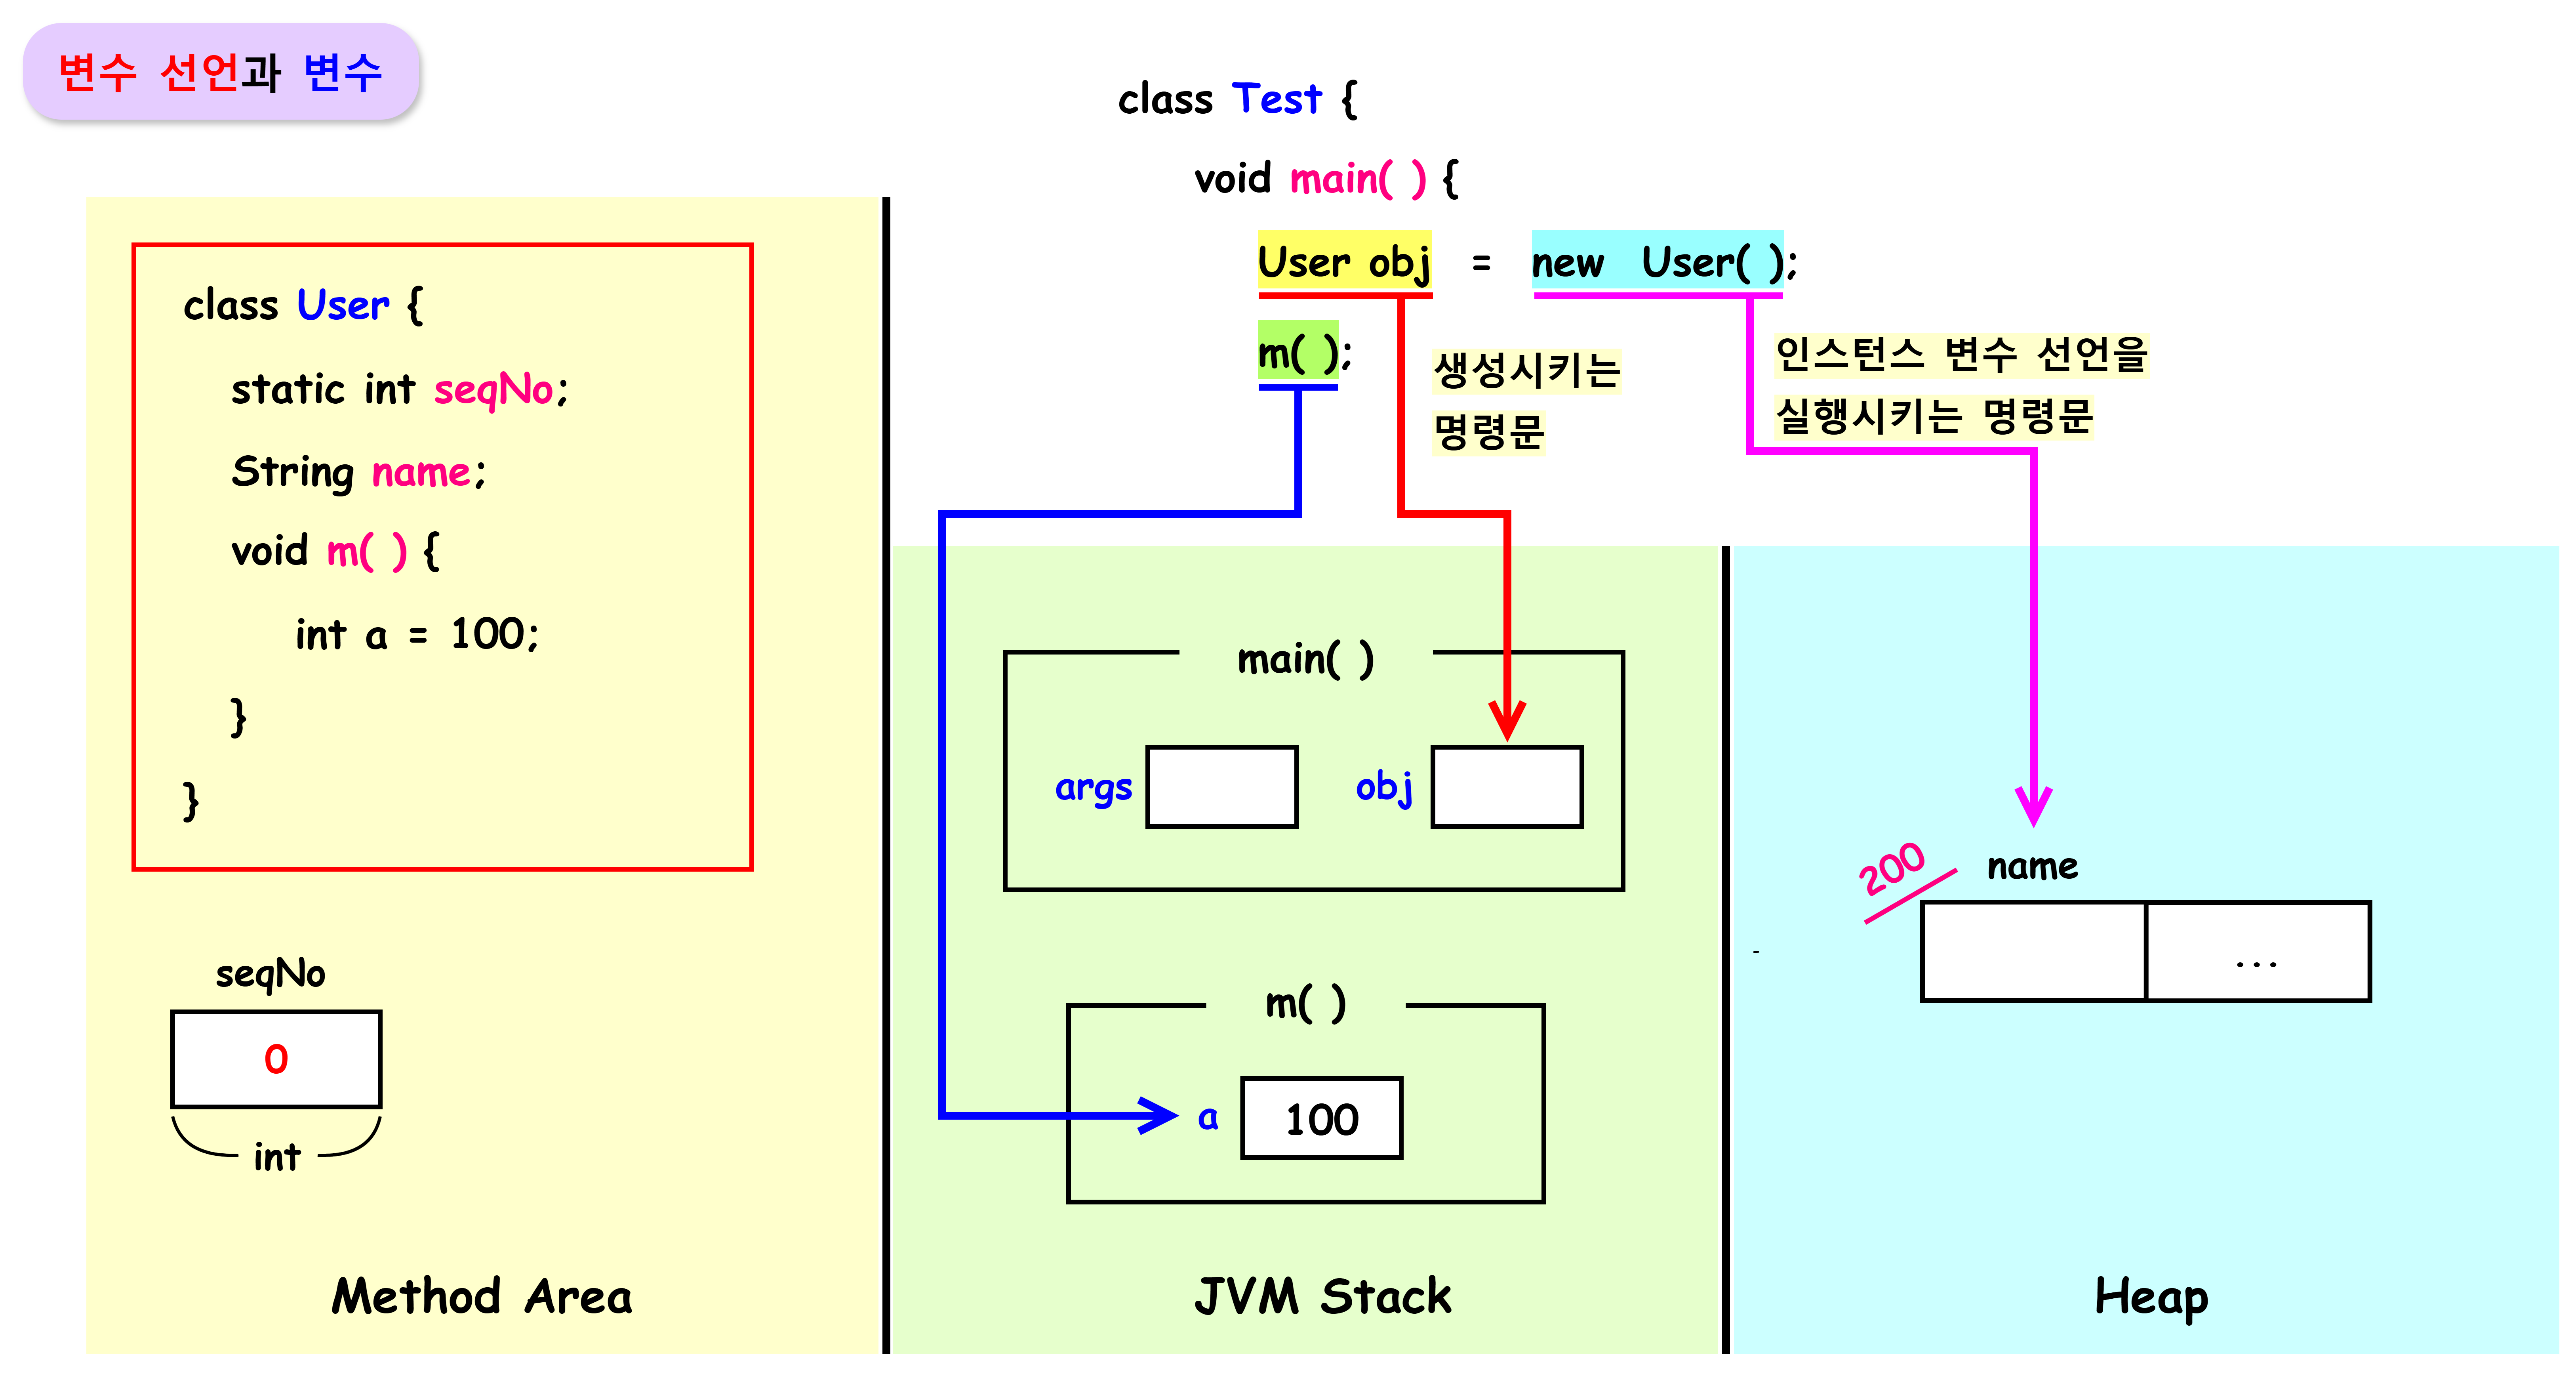 변수 선언과 변수
class Test {
void main( ) {
User obj = new User( );
m( );
생성시키는
명령문
인스턴스 변수 선언을
실행시키는 명령문
class User {
static int seqNo;
String name;
void m( ) {
int a = 100;
}
}
seqNo
0
int
Method Area
main( )
args
obj
m( )
a
100
JVM Stack
200
name
...
-
Heap